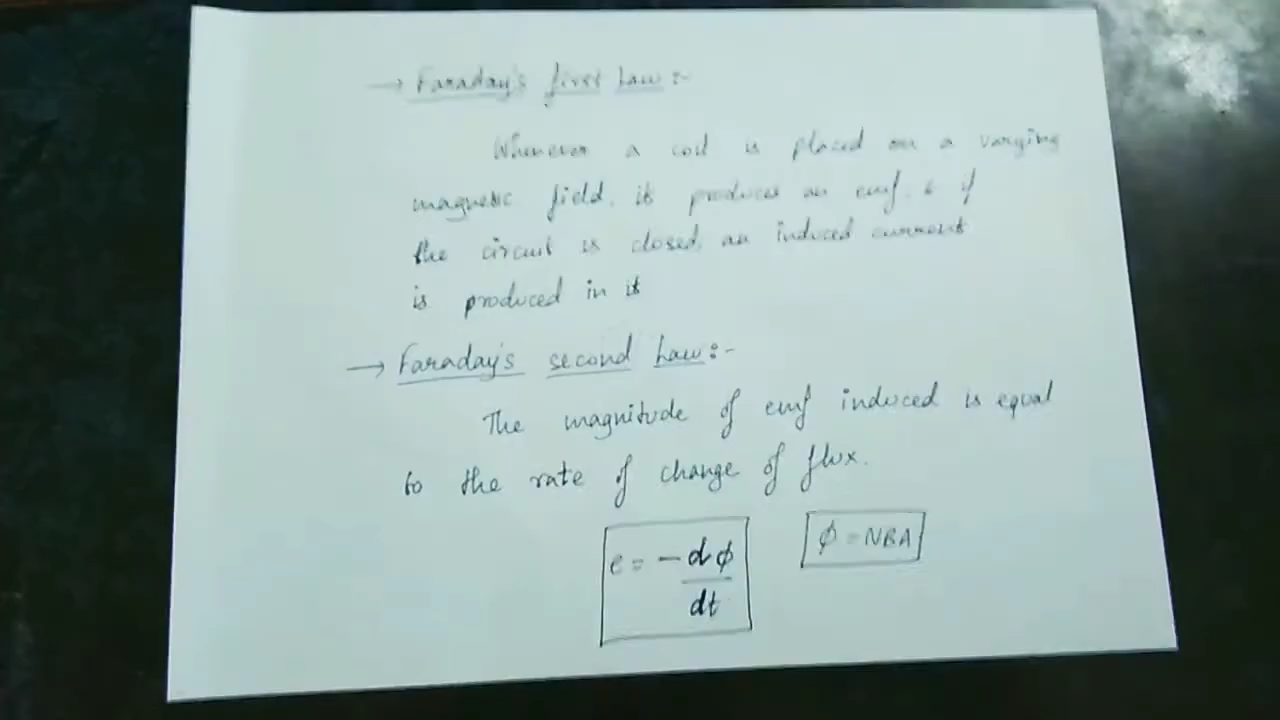 → Faraday's first Law :-
Whenever a coil is placed on a varying
magnetic field, it produces an emf. & if
the circuit is closed, an induced current
is produced in it
→ Faraday's second Law :-
The magnitude of emf induced is equal
to the rate of change of flux.
e = -dϕ/dt
ϕ = NBA